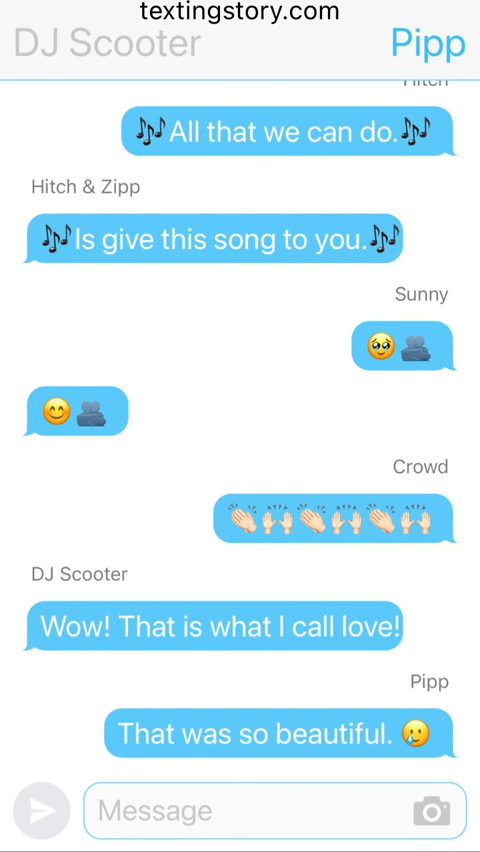 textingstory.com
DJ Scooter
Pipp
Hitch
🎶All that we can do.🎶
Hitch & Zipp
🎶Is give this song to you.🎶
Sunny
🥹🫂
😊🫂
Crowd
👏🏻🙌🏻👏🏻🙌🏻👏🏻🙌🏻
DJ Scooter
Wow! That is what I call love!
Pipp
That was so beautiful. 🥲
Message